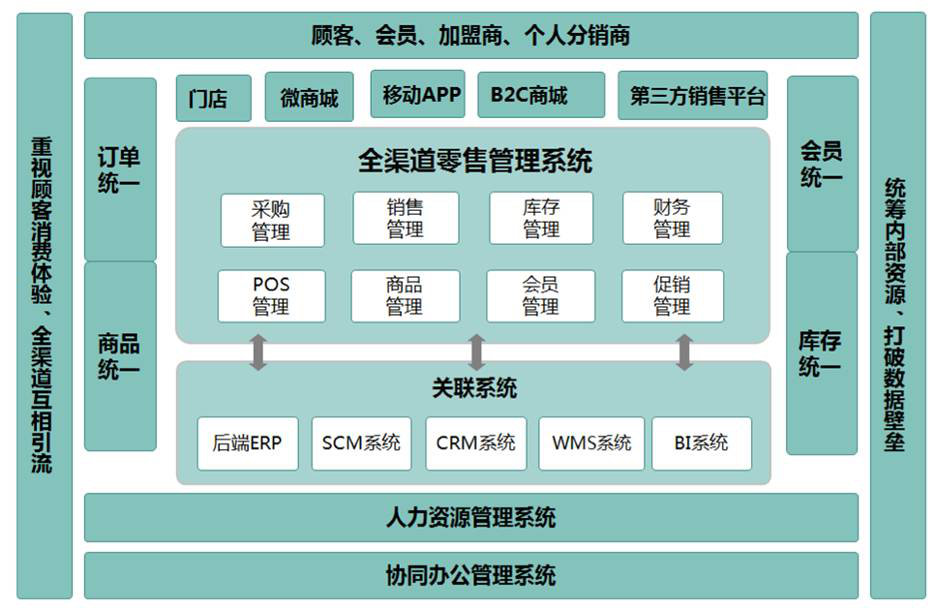 顾客、会员、加盟商、个人分销商
重视顾客消费体验、全渠道互相引流
订单
统一
商品
统一
门店
微商城
移动APP
B2C商城
第三方销售平台
全渠道零售管理系统
采购
管理
销售
管理
库存
管理
财务
管理
POS
管理
商品
管理
会员
管理
促销
管理
关联系统
后端ERP
SCM系统
CRM系统
WMS系统
BI系统
会员
统一
库存
统一
统筹内部资源、打破数据壁垒
人力资源管理系统
协同办公管理系统